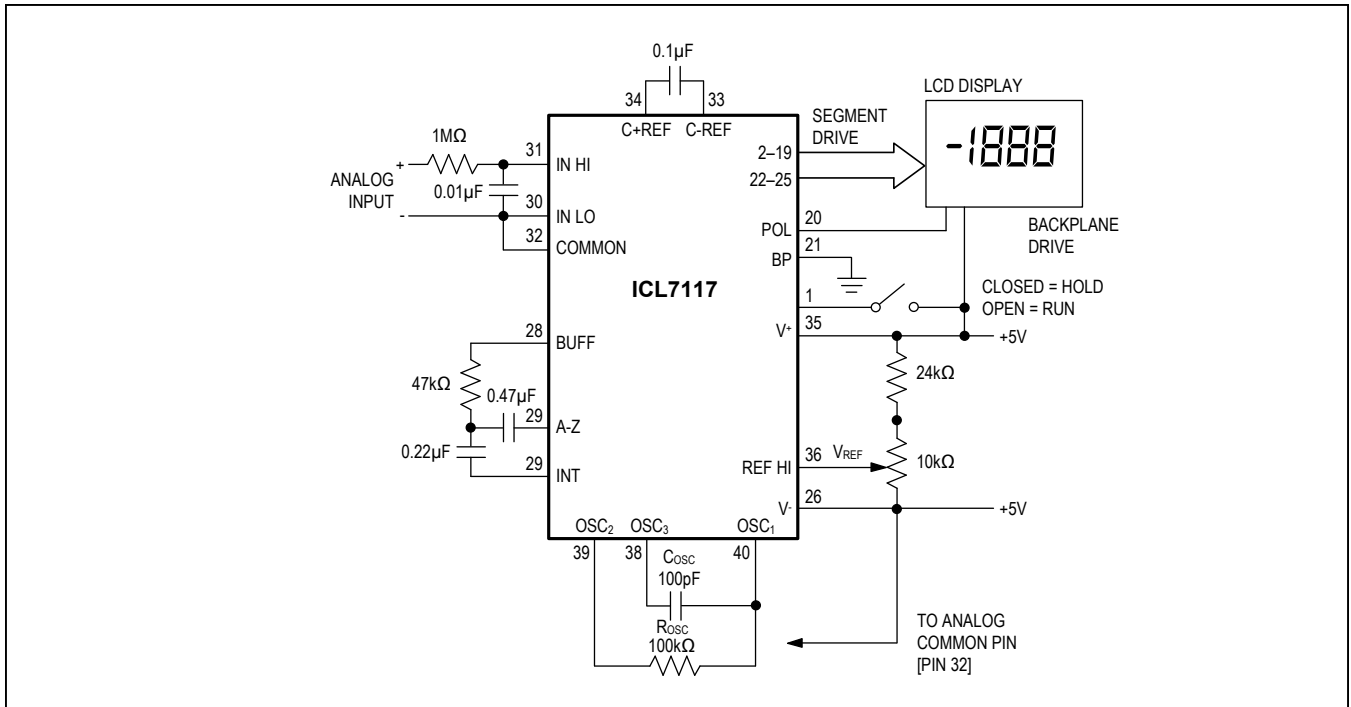 0.1µF
34
33
C+REF
C-REF
1MΩ
31
IN HI
+
ANALOG
INPUT
0.01µF
-
30
IN LO
32
COMMON
ICL7117
28
BUFF
47kΩ
0.47µF
29
A-Z
0.22µF
29
INT
OSC2
OSC3
OSC1
39
38
40
COSC
100pF
ROSC
100kΩ
SEGMENT
DRIVE
2–19
22–25
LCD DISPLAY
-1888
POL
20
BACKPLANE
DRIVE
21
BP
1
CLOSED = HOLD
OPEN = RUN
35
V+
+5V
24kΩ
REF HI
36
VREF
10kΩ
26
V-
+5V
TO ANALOG
COMMON PIN
[PIN 32]